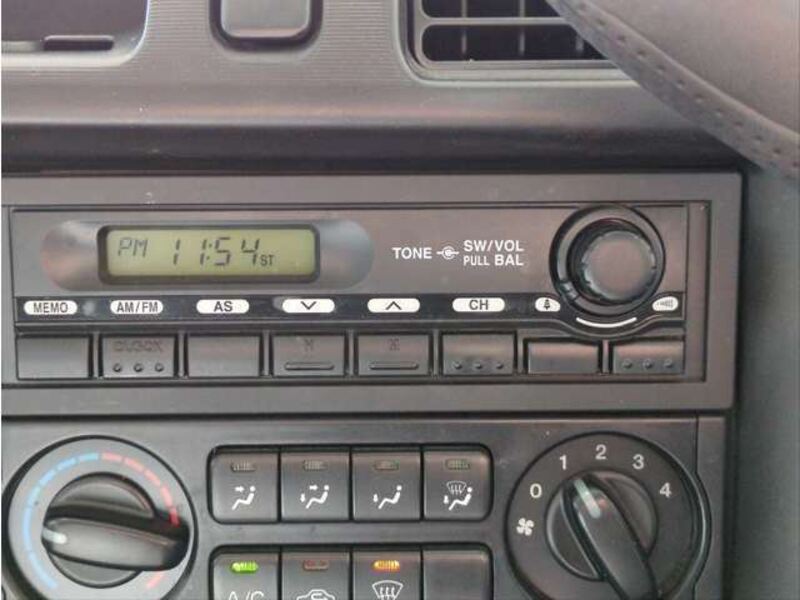 PM 11:54 ST
TONE SW/VOL
PULL BAL
MEMO AM/FM AS CH
CLOCK H M
0 1 2 3 4
A/C